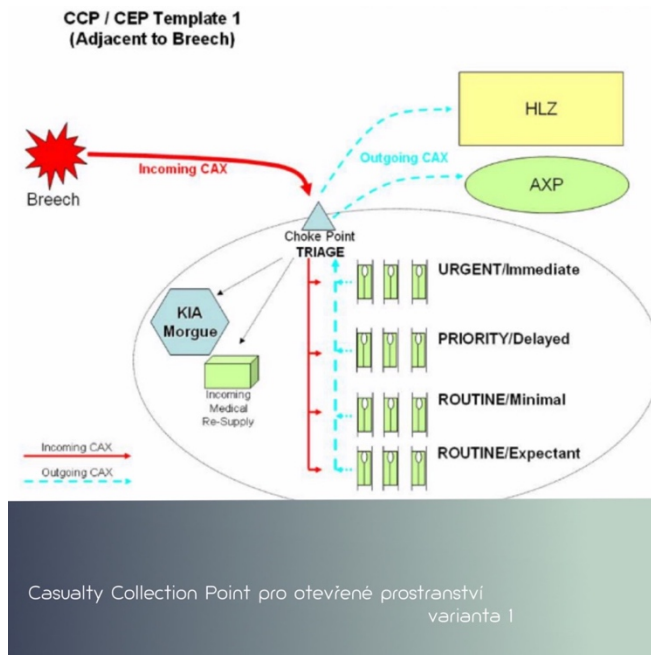 CCP / CEP Template 1
(Adjacent to Breech)
HLZ
Incoming CAX
Outgoing CAX
AXP
Breech
Choke Point
TRIAGE
URGENT/Immediate
KIA
Morgue
PRIORITY/Delayed
Incoming
Medical
Re-Supply
ROUTINE/Minimal
ROUTINE/Expectant
Incoming CAX
Outgoing CAX
Casualty Collection Point pro otevřené prostranství
varianta 1